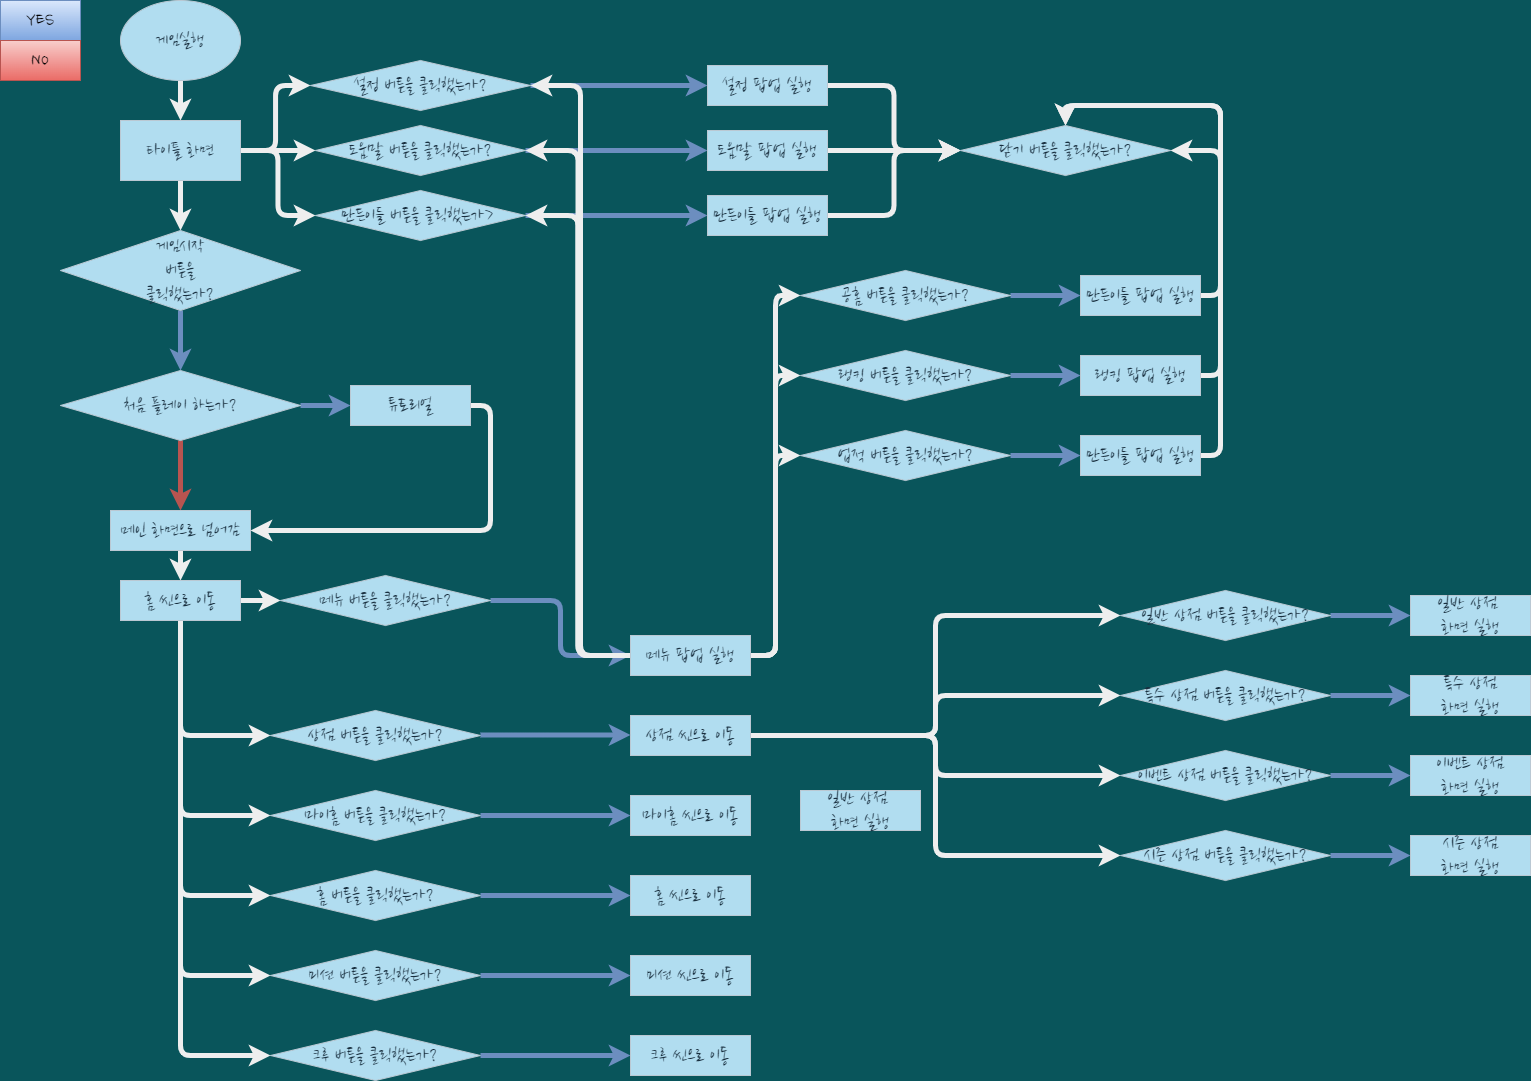 YES
NO
게임실행
타이틀 화면
설정 버튼을 클릭했는가?
도움말 버튼을 클릭했는가?
만든이들 버튼을 클릭했는가>
설정 팝업 실행
도움말 팝업 실행
만든이들 팝업 실행
닫기 버튼을 클릭했는가?
게임시작
버튼을
클릭했는가?
공홈 버튼을 클릭했는가?
만든이들 팝업 실행
랭킹 버튼을 클릭했는가?
랭킹 팝업 실행
업적 버튼을 클릭했는가?
만든이들 팝업 실행
처음 플레이 하는가?
튜토리얼
메인 화면으로 넘어감
홈 씬으로 이동
메뉴 버튼을 클릭했는가?
메뉴 팝업 실행
상점 버튼을 클릭했는가?
상점 씬으로 이동
마이홈 버튼을 클릭했는가?
마이홈 씬으로 이동
홈 버튼을 클릭했는가?
홈 씬으로 이동
미션 버튼을 클릭했는가?
미션 씬으로 이동
크루 버튼을 클릭했는가?
크루 씬으로 이동
일반 상점
화면 실행
일반 상점 버튼을 클릭했는가?
일반 상점
화면 실행
특수 상점 버튼을 클릭했는가?
특수 상점
화면 실행
이벤트 상점 버튼을 클릭했는가?
이벤트 상점
화면 실행
시즌 상점 버튼을 클릭했는가?
시즌 상점
화면 실행